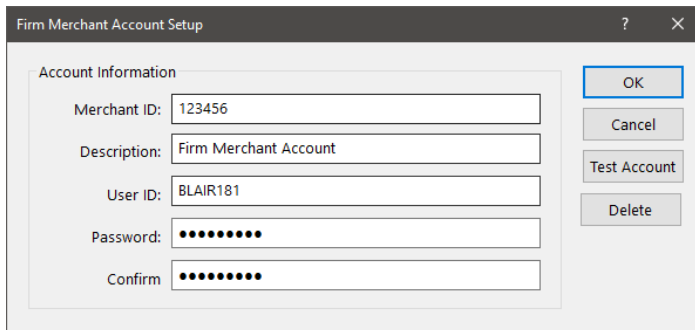 Firm Merchant Account Setup ? ×
Account Information
Merchant ID: 123456
Description: Firm Merchant Account
User ID: BLAIR181
Password: ●●●●●●●●●
Confirm ●●●●●●●●●
OK
Cancel
Test Account
Delete